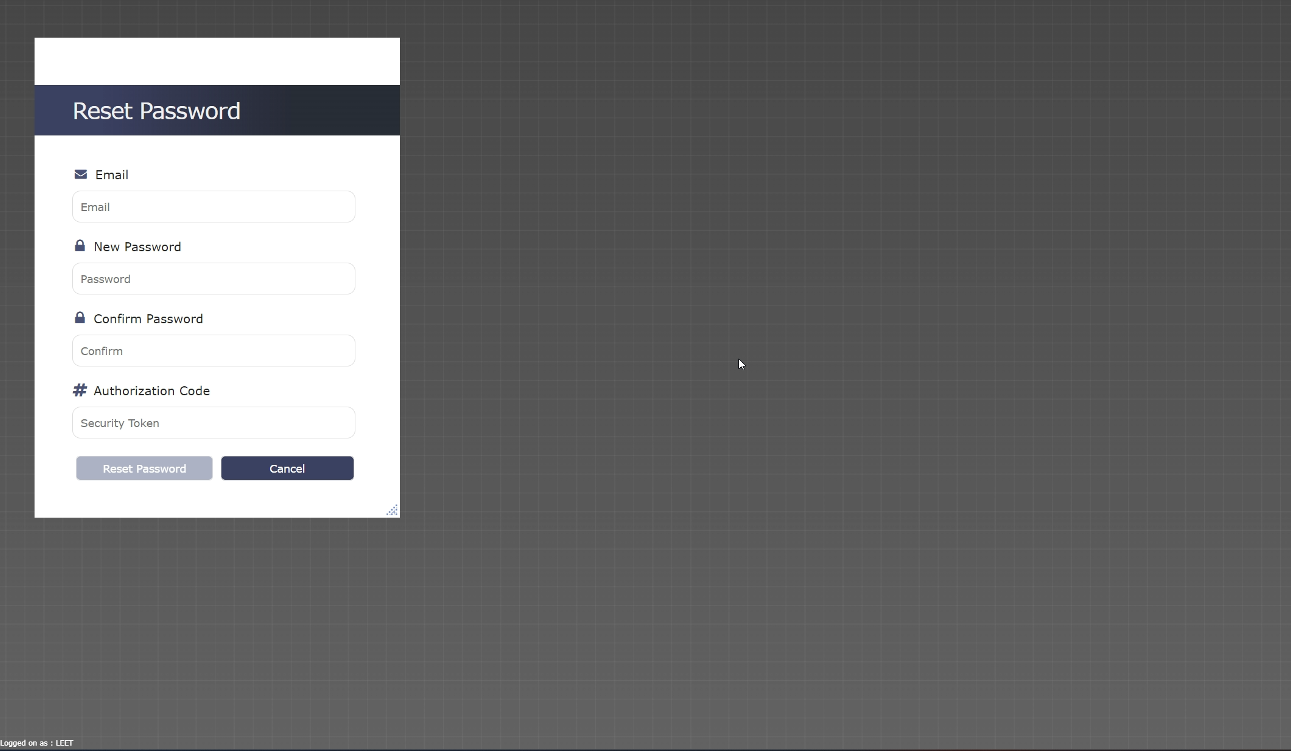 Reset Password
Email
Email
New Password
Password
Confirm Password
Confirm
# Authorization Code
Security Token
Reset Password Cancel
Logged on as : LEET